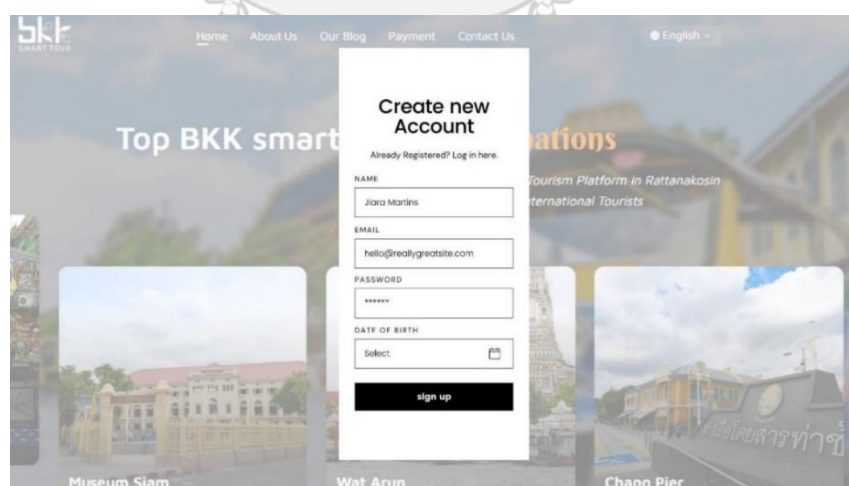 bkk
SMART TOUR
Home About Us Our Blog Payment Contact Us
English
Create new
Account
Already Registered? Log in here.
Top BKK smart
ations
Tourism Platform in Rattanakosin
ternational Tourists
NAME
Jiara Martins
EMAIL
hello@reallygreatsite.com
PASSWORD
******
DATE OF BIRTH
Select
sign up
Museum Siam
Wat Arun
Chang Pier